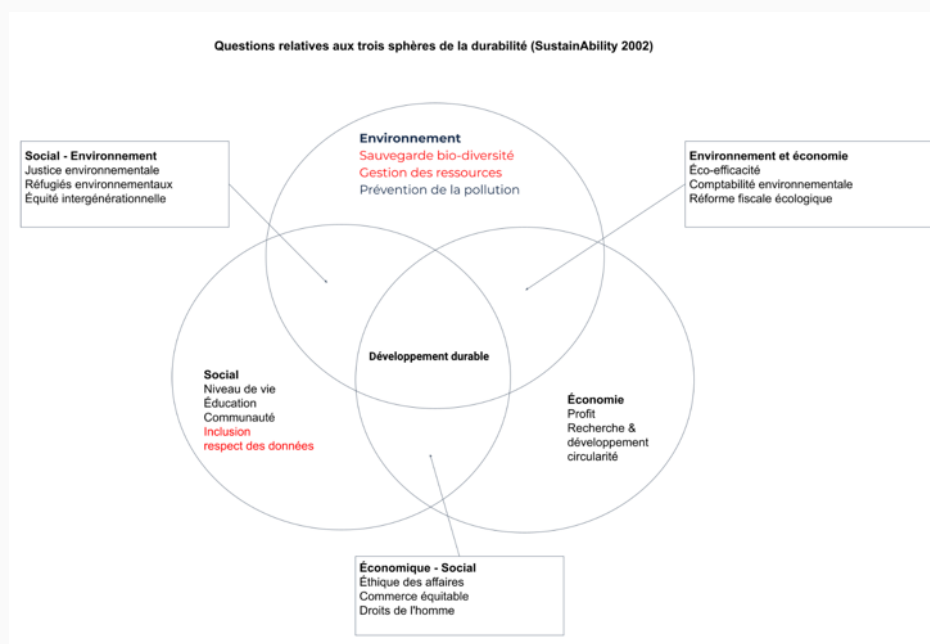 Questions relatives aux trois sphères de la durabilité (SustainAbility 2002)
Environnement
Sauvegarde bio-diversité
Gestion des ressources
Prévention de la pollution
Social - Environnement
Justice environmentale
Réfugiés environmentaux
Équité intergénérationnelle
Environnement et économie
Éco-efficacité
Comptabilité environmentale
Réforme fiscale écologique
Développement durable
Social
Niveau de vie
Éducation
Communauté
Inclusion
respect des données
Économie
Profit
Recherche &
développement
circularité
Économique - Social
Éthique des affaires
Commerce équitable
Droits de l'homme